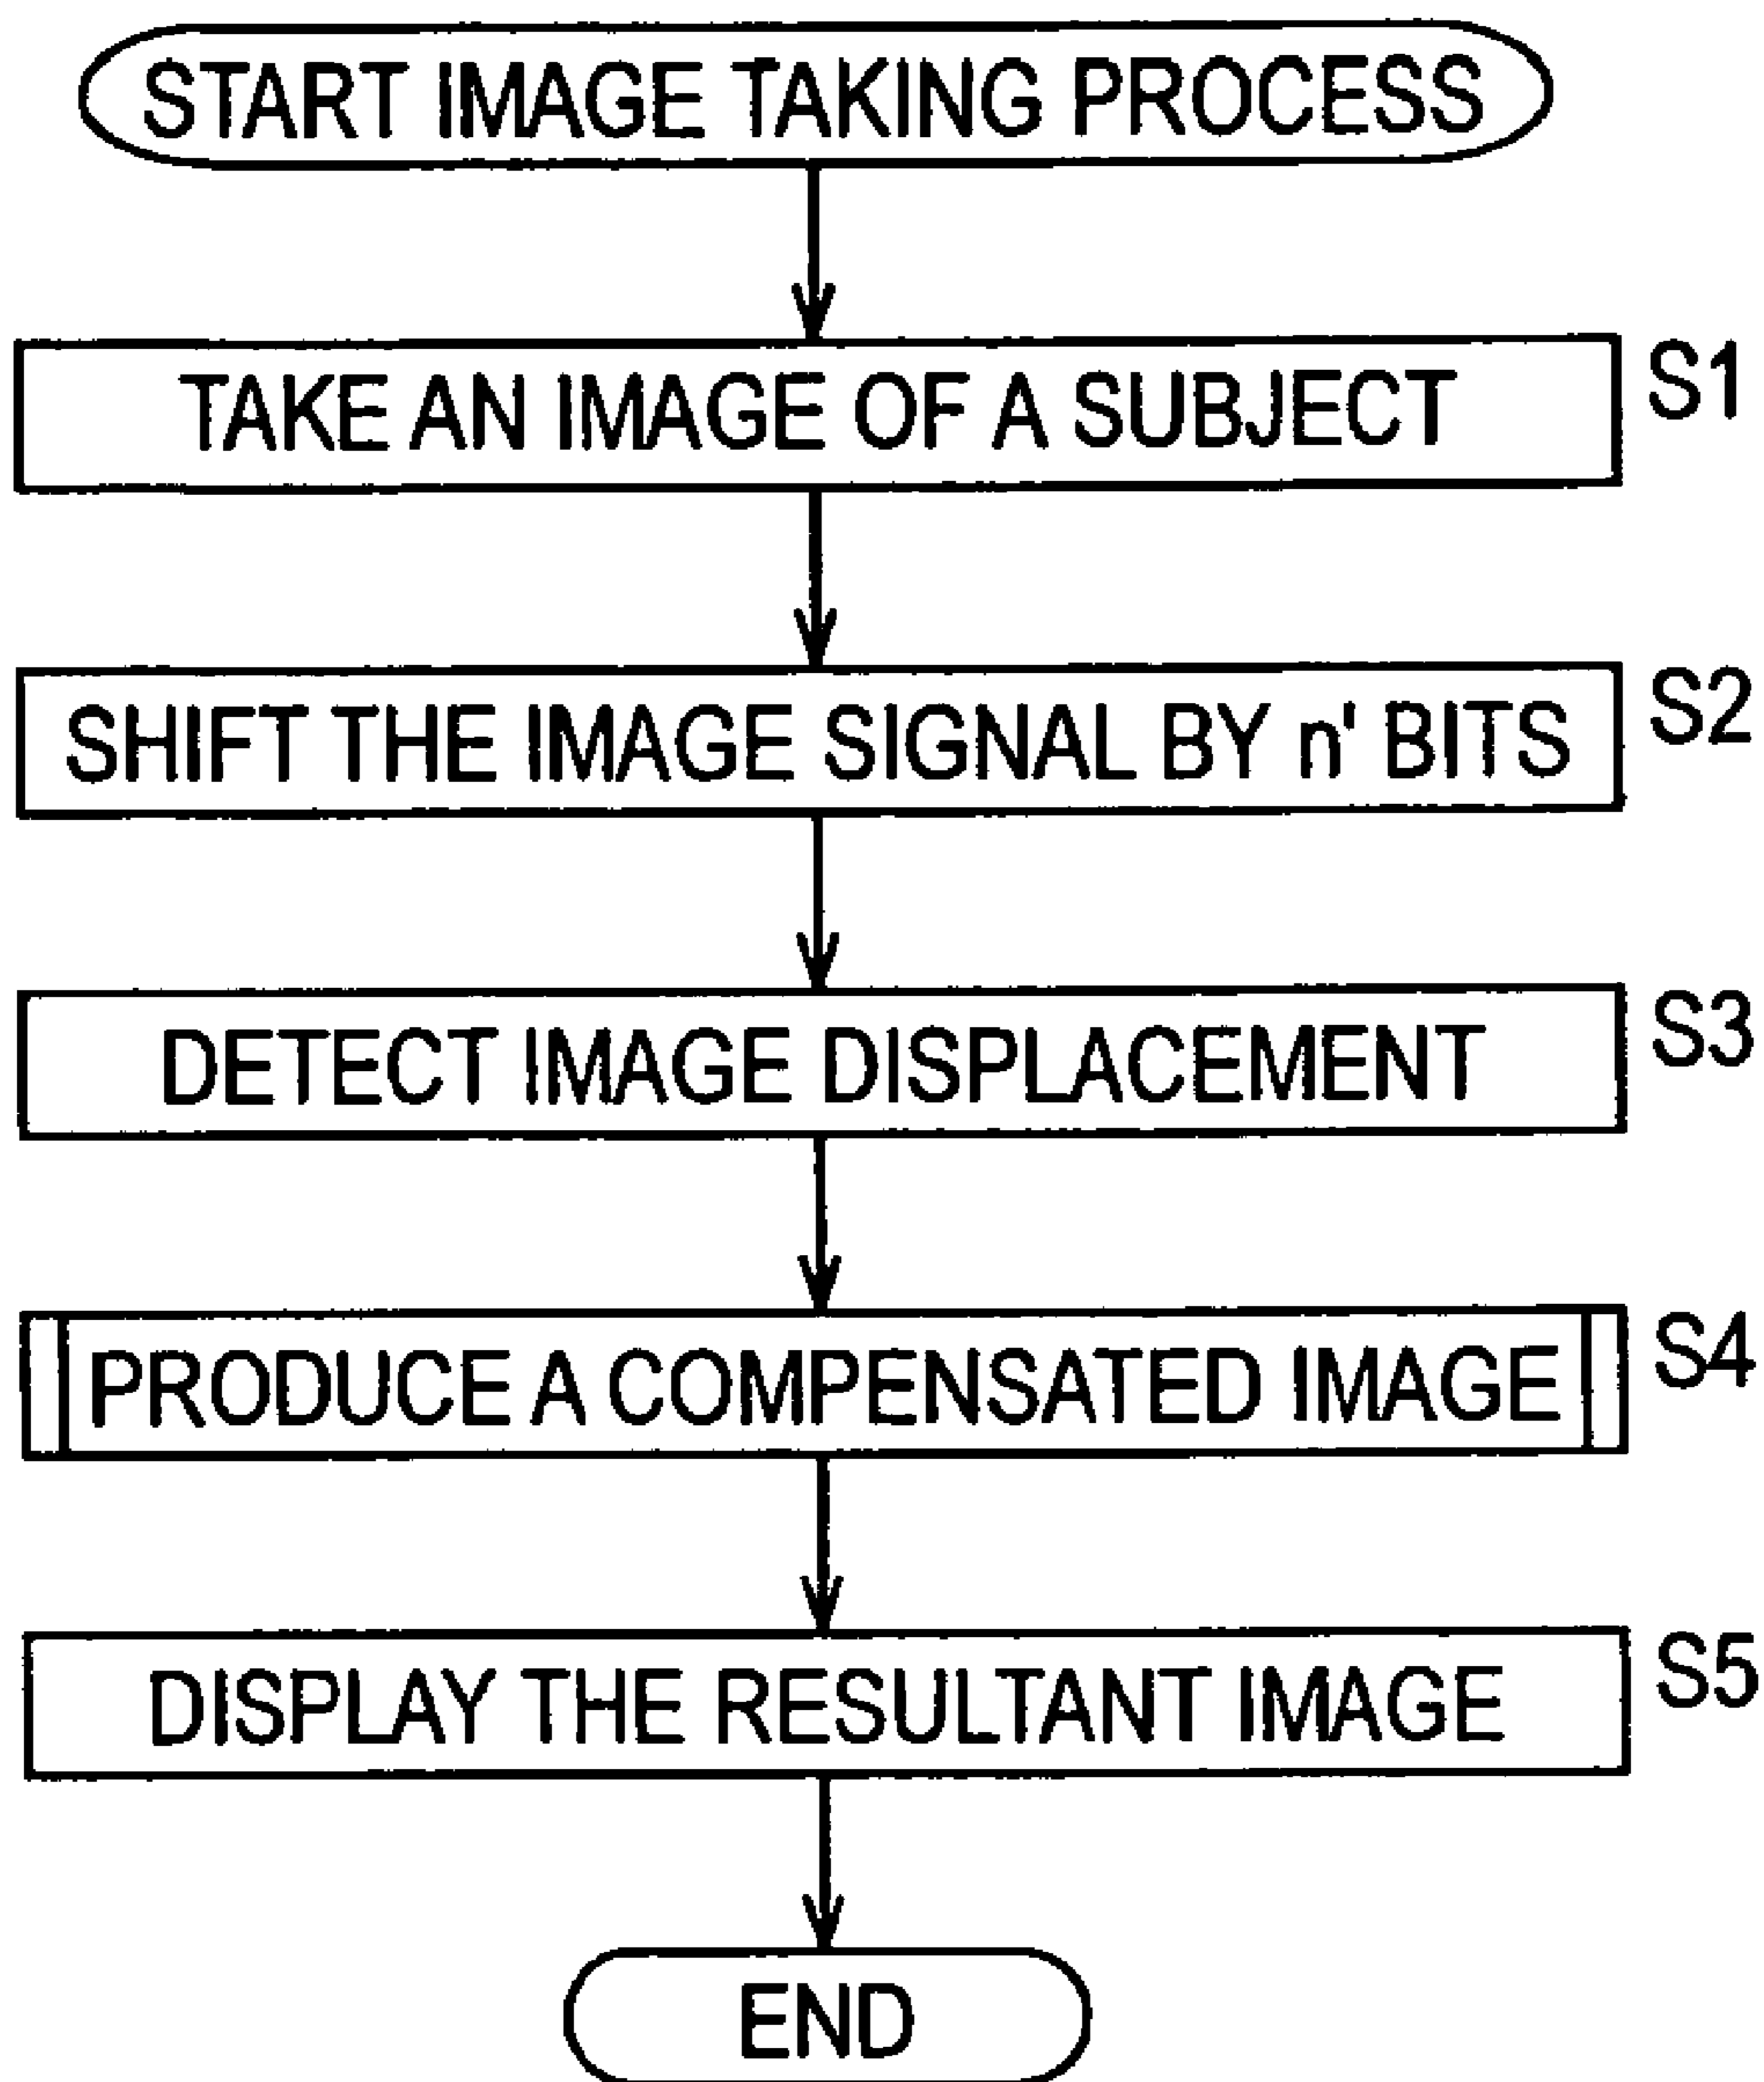 START IMAGE TAKING PROCESS
TAKE AN IMAGE OF A SUBJECT S1
SHIFT THE IMAGE SIGNAL BY n' BITS S2
DETECT IMAGE DISPLACEMENT S3
PRODUCE A COMPENSATED IMAGE S4
DISPLAY THE RESULTANT IMAGE S5
END